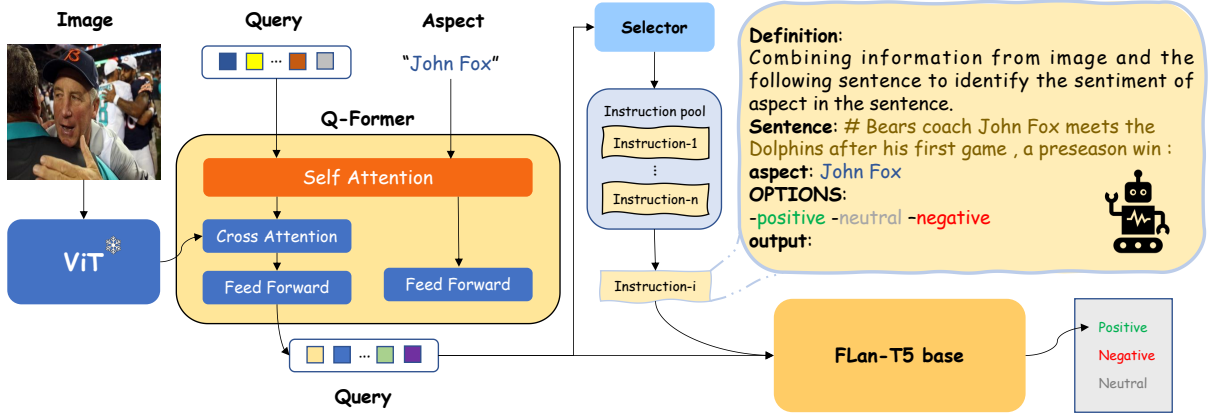 Image
Query
Aspect
...
“John Fox”
Q-Former
Self Attention
Cross Attention
Feed Forward
Feed Forward
ViT
...
Query
Selector
Instruction pool
Instruction-1
⋮
Instruction-n
Instruction-i
Definition:
Combining information from image and the
following sentence to identify the sentiment of
aspect in the sentence.
Sentence: # Bears coach John Fox meets the
Dolphins after his first game , a preseason win :
aspect: John Fox
OPTIONS:
-positive -neutral –negative
output:
FLan-T5 base
Positive
Negative
Neutral